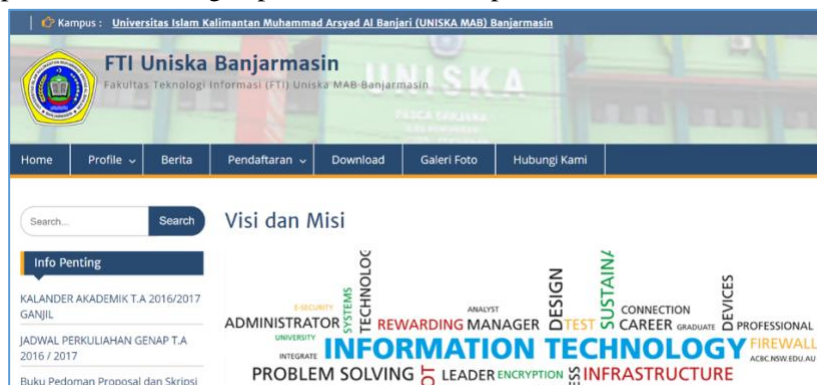 Kampus : Universitas Islam Kalimantan Muhammad Arsyad Al Banjari (UNISKA MAB) Banjarmasin
FTI Uniska Banjarmasin
Fakultas Teknologi Informasi (FTI) Uniska MAB Banjarmasin
UNISKA
Home Profile Berita Pendaftaran Download Galeri Foto Hubungi Kami
Search... Search
Visi dan Misi
Info Penting
KALANDER AKADEMIK T.A 2016/2017
GANJIL
JADWAL PERKULIAHAN GENAP T.A
2016 / 2017
Buku Pedoman Proposal dan Skripsi
E-SECURITY
SYSTEMS
ANALYST
DESIGN
CONNECTION
DEVICES
ADMINISTRATOR
REWARDING MANAGER
TEST
CAREER
GRADUATE
PROFESSIONAL
UNIVERSITY
INTEGRATE
INFORMATION TECHNOLOGY
FIREWALL
ACBC.NSW.EDU.AU
PROBLEM SOLVING
LEADER
ENCRYPTION
INFRASTRUCTURE